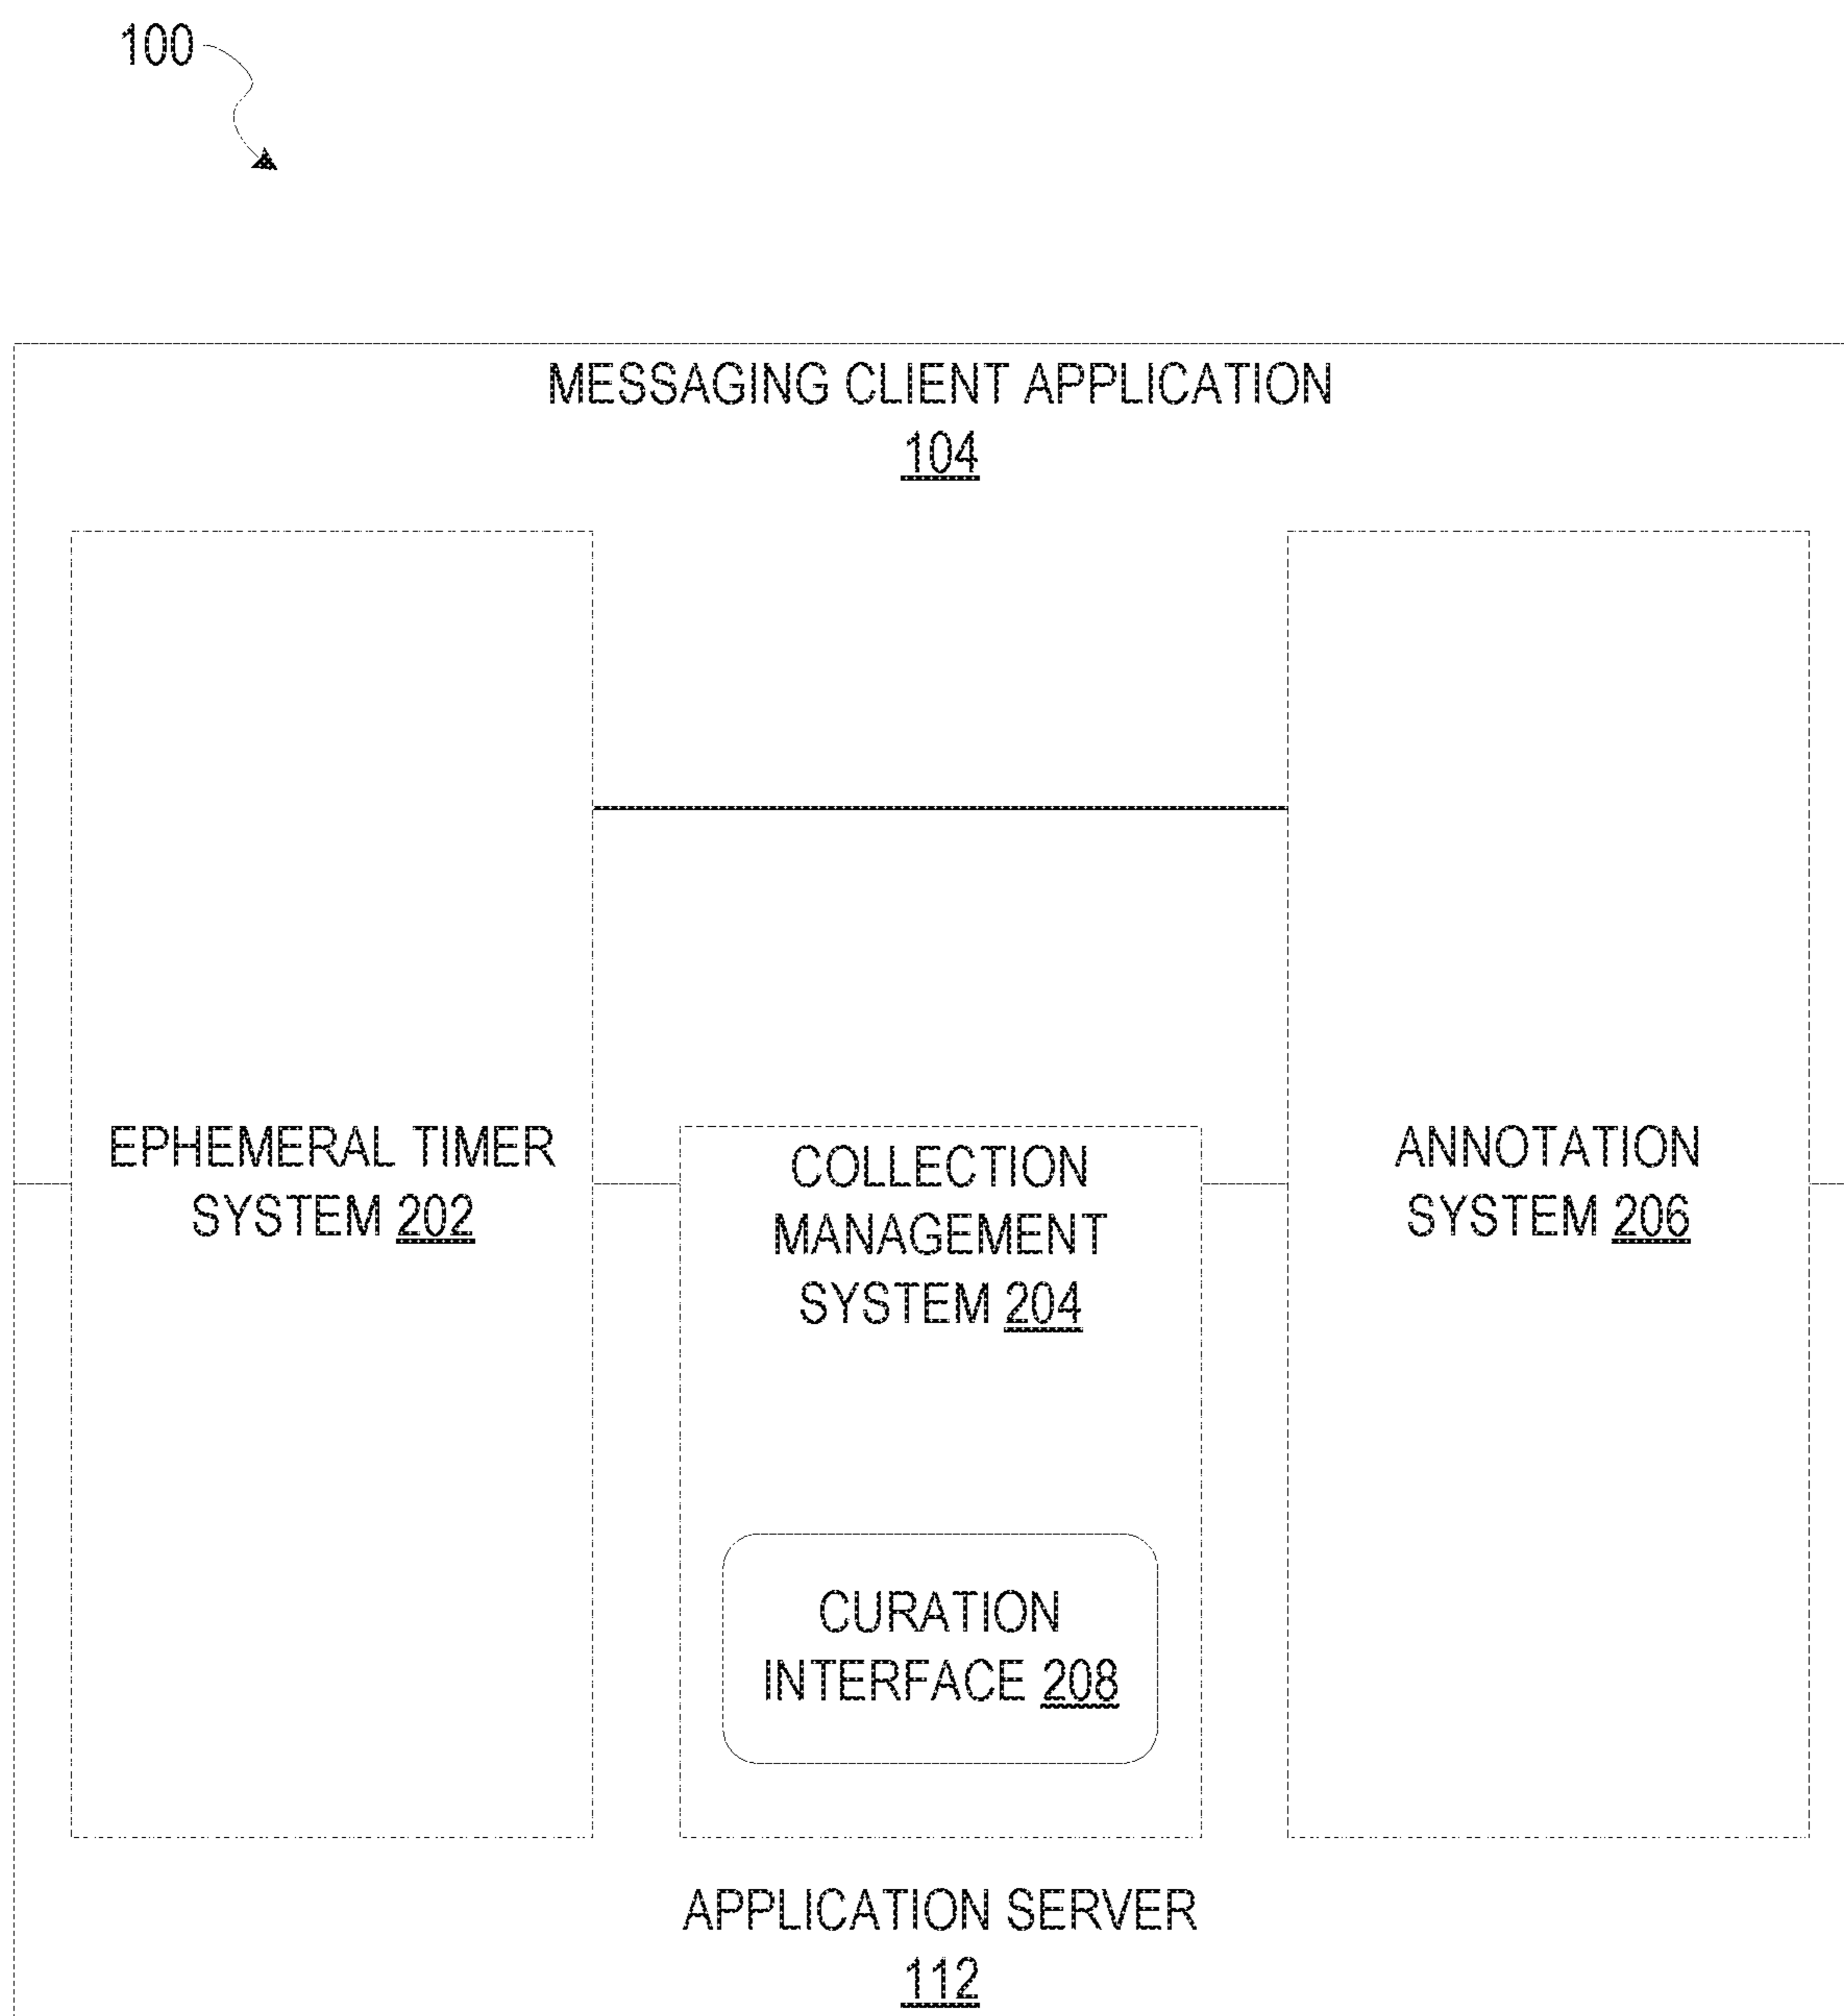 100
MESSAGING CLIENT APPLICATION
104
EPHEMERAL TIMER
SYSTEM 202
COLLECTION
MANAGEMENT
SYSTEM 204
ANNOTATION
SYSTEM 206
CURATION
INTERFACE 208
APPLICATION SERVER
112